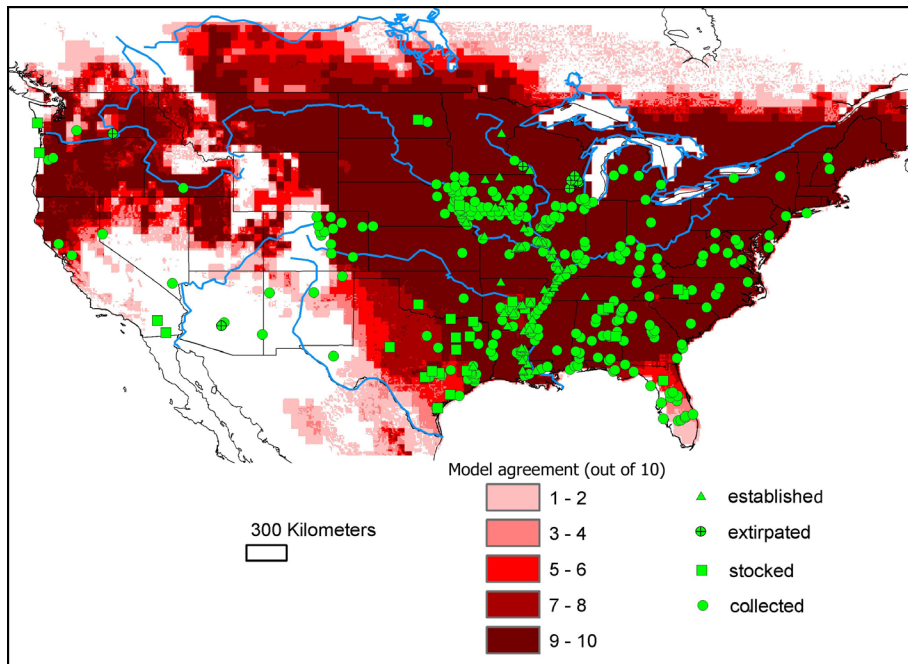 Model agreement (out of 10)
1 - 2
established
3 - 4
extirpated
300 Kilometers
5 - 6
stocked
7 - 8
collected
9 - 10